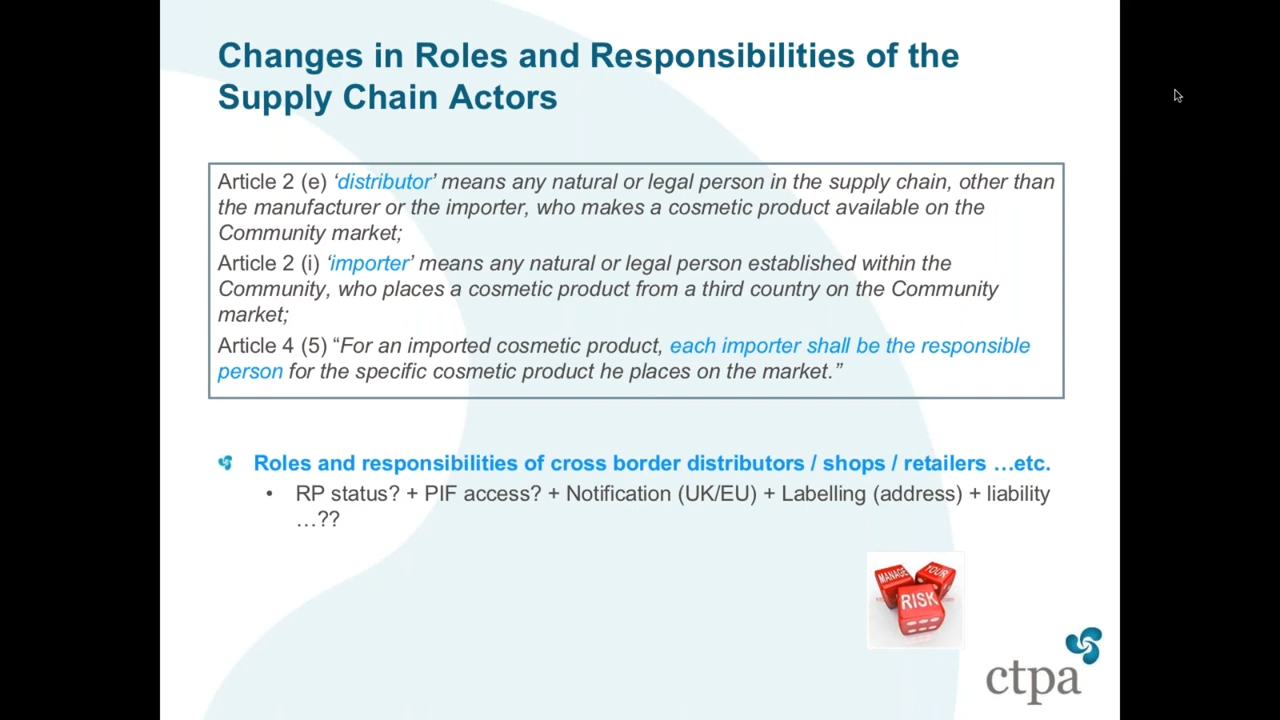 Changes in Roles and Responsibilities of the
Supply Chain Actors
Article 2 (e) ‘distributor’ means any natural or legal person in the supply chain, other than
the manufacturer or the importer, who makes a cosmetic product available on the
Community market;
Article 2 (i) ‘importer’ means any natural or legal person established within the
Community, who places a cosmetic product from a third country on the Community
market;
Article 4 (5) “For an imported cosmetic product, each importer shall be the responsible
person for the specific cosmetic product he places on the market.”
Roles and responsibilities of cross border distributors / shops / retailers …etc.
• RP status? + PIF access? + Notification (UK/EU) + Labelling (address) + liability
…??
MANAGE YOUR
RISK
ctpa